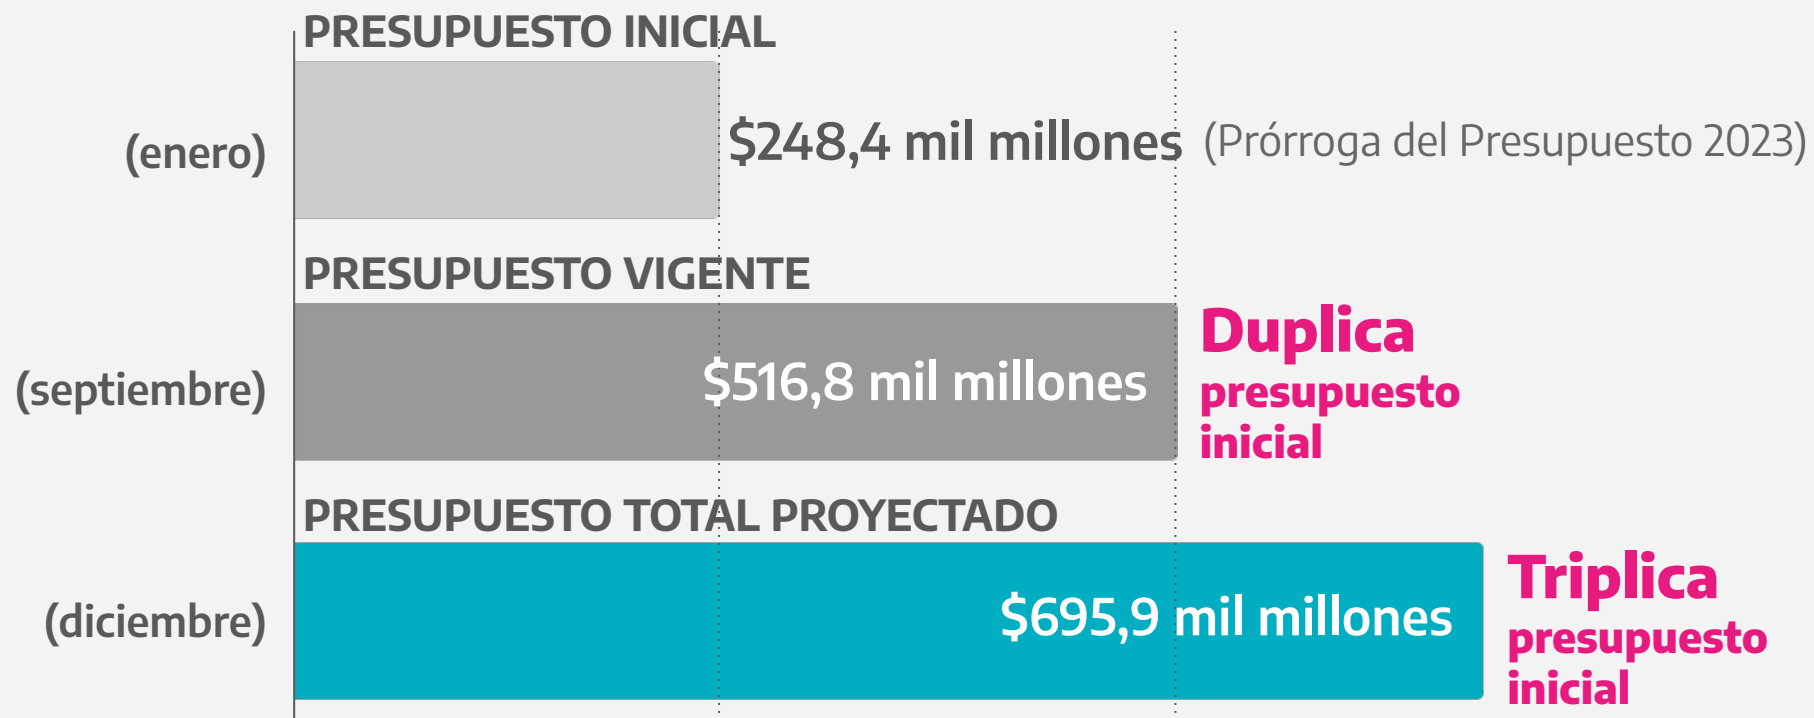 PRESUPUESTO INICIAL
(enero)
$248,4 mil millones (Prórroga del Presupuesto 2023)
PRESUPUESTO VIGENTE
(septiembre)
$516,8 mil millones
Duplica
presupuesto
inicial
PRESUPUESTO TOTAL PROYECTADO
(diciembre)
$695,9 mil millones
Triplica
presupuesto
inicial